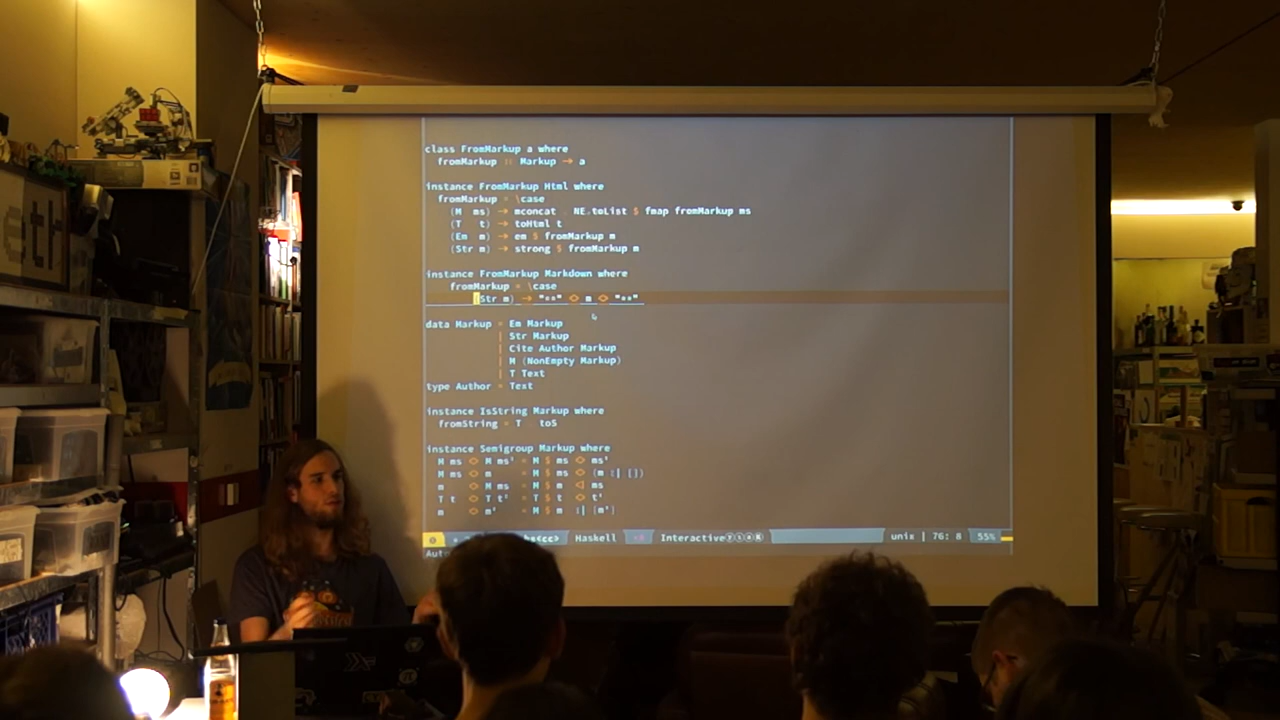 class FromMarkup a where
fromMarkup :: Markup → a
instance FromMarkup Html where
fromMarkup = \case
(M ms) → mconcat . NE.toList $ fmap fromMarkup ms
(T t) → toHtml t
(Em m) → em $ fromMarkup m
(Str m) → strong $ fromMarkup m
instance FromMarkup Markdown where
fromMarkup = \case
(Str m) → "**" ◇ m ◇ "**"
data Markup = Em Markup
| Str Markup
| Cite Author Markup
| M (NonEmpty Markup)
| T Text
type Author = Text
instance IsString Markup where
fromString = T . toS
instance Semigroup Markup where
M ms ◇ M ms' = M $ ms ◇ ms'
M ms ◇ m = M $ ms ◇ (m :| [])
m ◇ M ms = M $ m ◁ ms
T t ◇ T t' = T $ t ◇ t'
m ◇ m' = M $ m :| [m']
Haskell Interactive unix | 76: 8 55%
eth